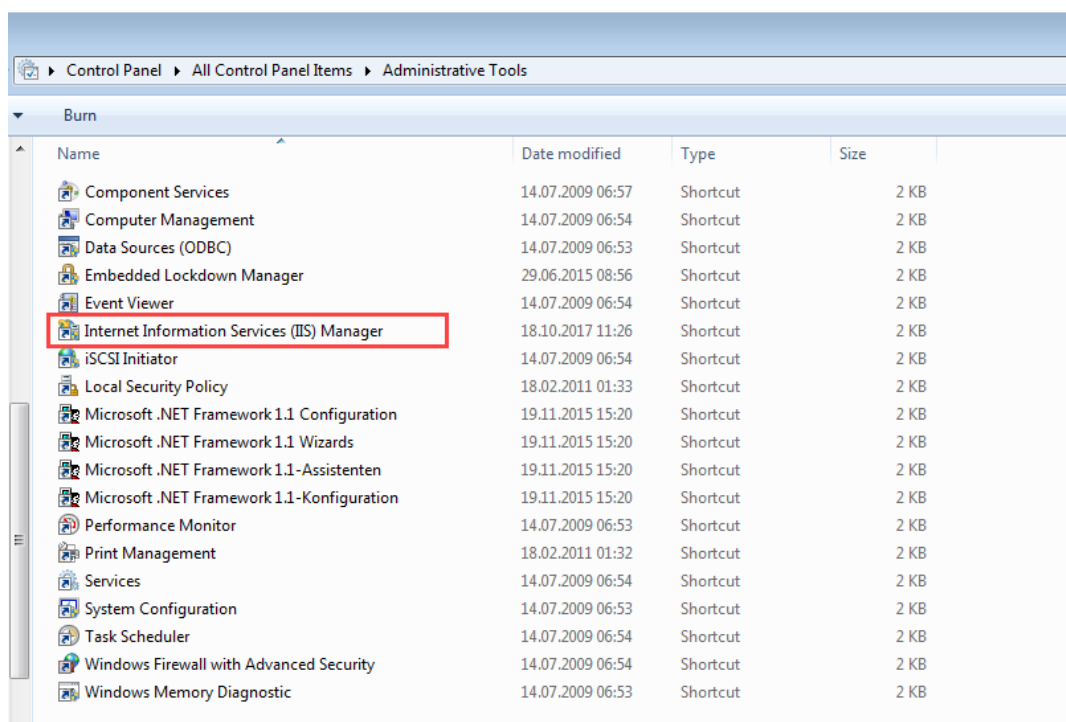 Control Panel ▸ All Control Panel Items ▸ Administrative Tools
Burn
Name Date modified Type Size
Component Services 14.07.2009 06:57 Shortcut 2 KB
Computer Management 14.07.2009 06:54 Shortcut 2 KB
Data Sources (ODBC) 14.07.2009 06:53 Shortcut 2 KB
Embedded Lockdown Manager 29.06.2015 08:56 Shortcut 2 KB
Event Viewer 14.07.2009 06:54 Shortcut 2 KB
Internet Information Services (IIS) Manager 18.10.2017 11:26 Shortcut 2 KB
iSCSI Initiator 14.07.2009 06:54 Shortcut 2 KB
Local Security Policy 18.02.2011 01:33 Shortcut 2 KB
Microsoft .NET Framework 1.1 Configuration 19.11.2015 15:20 Shortcut 2 KB
Microsoft .NET Framework 1.1 Wizards 19.11.2015 15:20 Shortcut 2 KB
Microsoft .NET Framework 1.1-Assistenten 19.11.2015 15:20 Shortcut 2 KB
Microsoft .NET Framework 1.1-Konfiguration 19.11.2015 15:20 Shortcut 2 KB
Performance Monitor 14.07.2009 06:53 Shortcut 2 KB
Print Management 18.02.2011 01:32 Shortcut 2 KB
Services 14.07.2009 06:54 Shortcut 2 KB
System Configuration 14.07.2009 06:53 Shortcut 2 KB
Task Scheduler 14.07.2009 06:54 Shortcut 2 KB
Windows Firewall with Advanced Security 14.07.2009 06:54 Shortcut 2 KB
Windows Memory Diagnostic 14.07.2009 06:53 Shortcut 2 KB